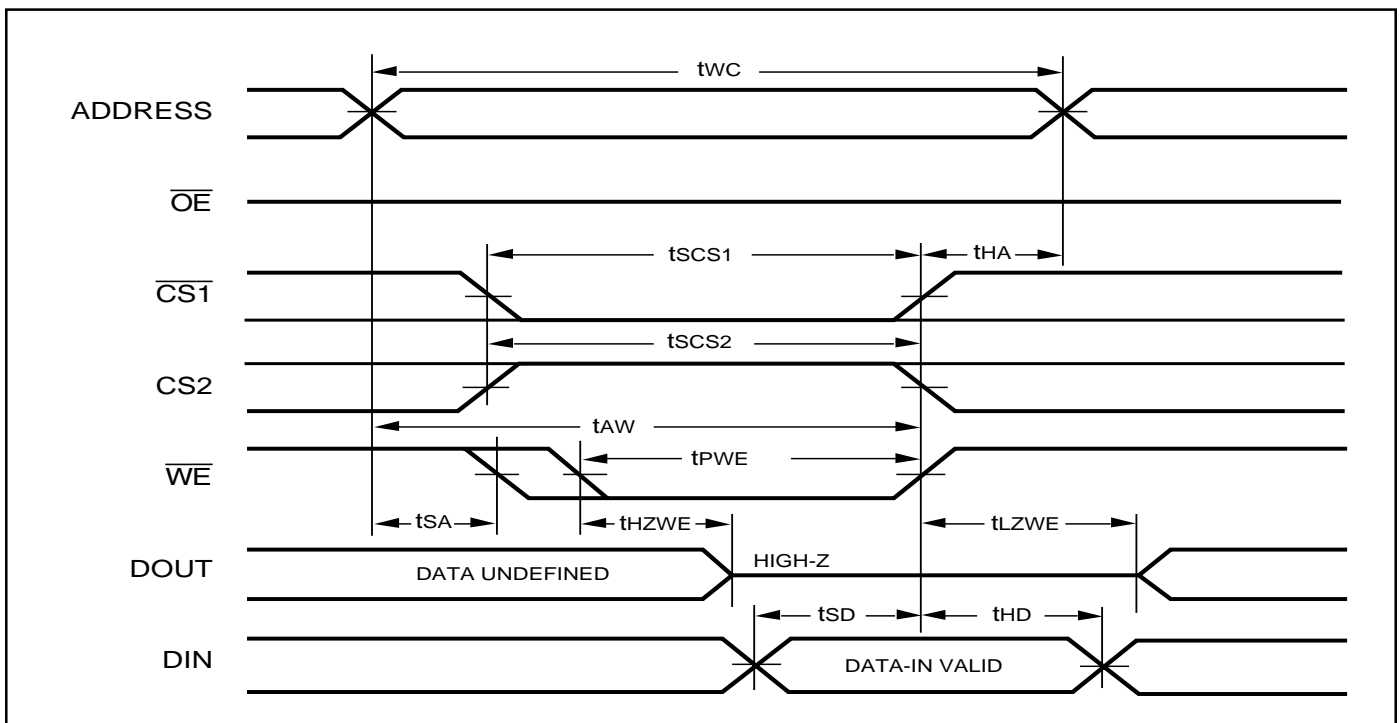 tWC
ADDRESS
OE
tSCS1
tHA
CS1
tSCS2
CS2
tAW
WE
tPWE
tSA
tHZWE
tLZWE
DOUT
DATA UNDEFINED
HIGH-Z
tSD
tHD
DIN
DATA-IN VALID